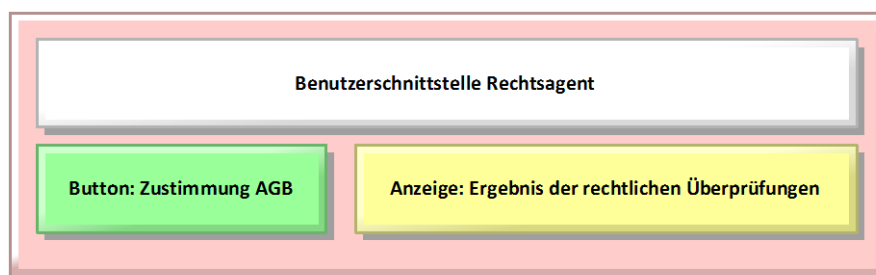 Benutzerschnittstelle Rechtsagent
Button: Zustimmung AGB
Anzeige: Ergebnis der rechtlichen Überprüfungen